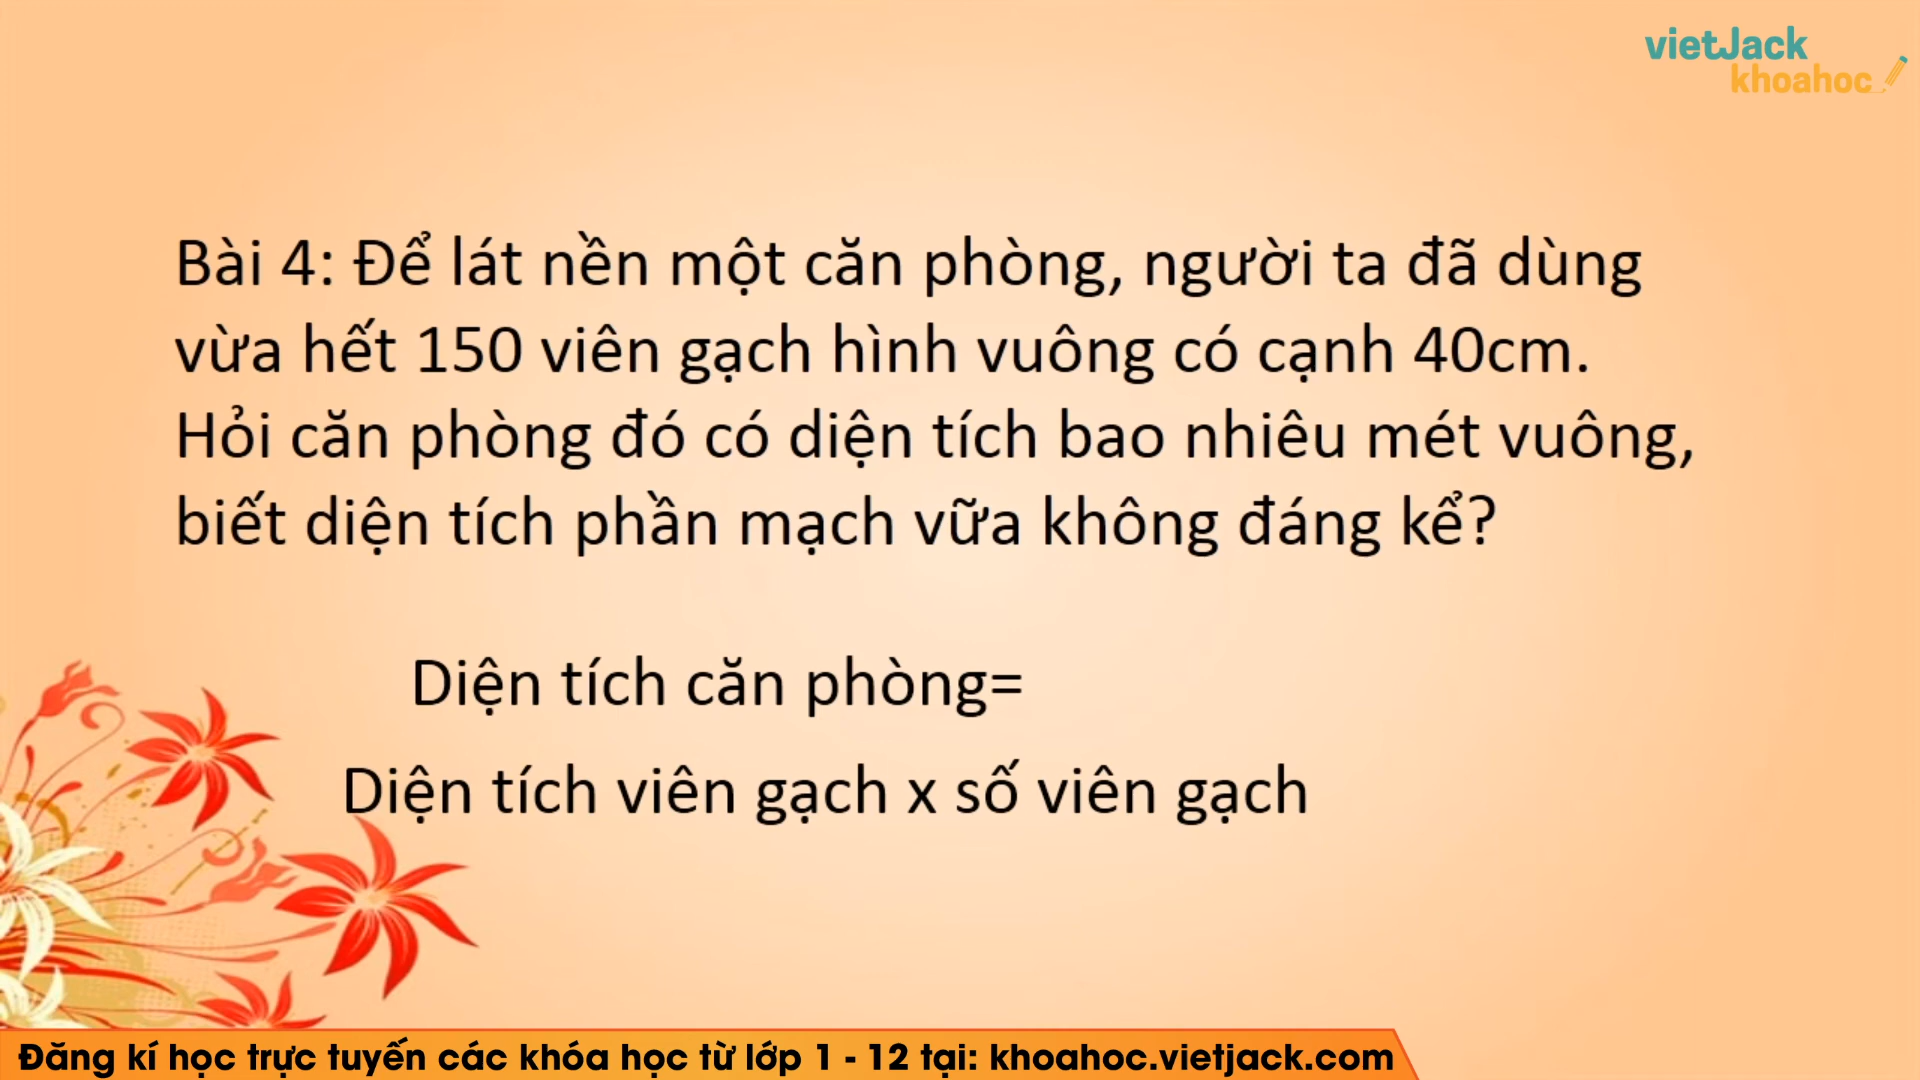 vietJack
khoahoc
Bài 4: Để lát nền một căn phòng, người ta đã dùng
vừa hết 150 viên gạch hình vuông có cạnh 40cm.
Hỏi căn phòng đó có diện tích bao nhiêu mét vuông,
biết diện tích phần mạch vữa không đáng kể?
Diện tích căn phòng=
Diện tích viên gạch x số viên gạch
Đăng kí học trực tuyến các khóa học từ lớp 1 - 12 tại: khoahoc.vietjack.com